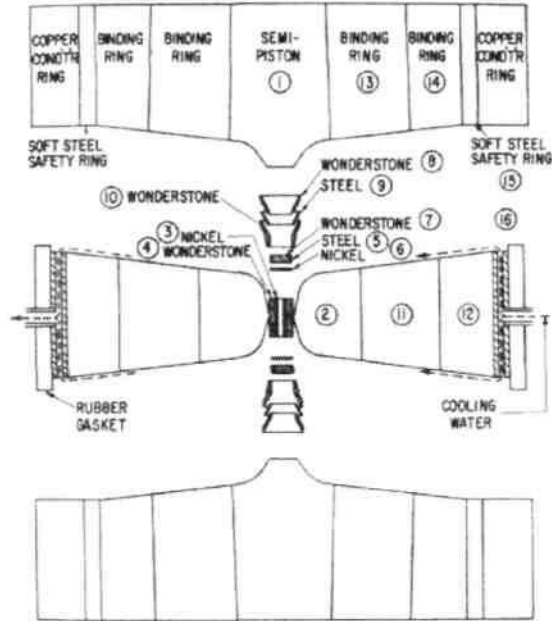 COPPER
COND'T'R
RING
BINDING
RING
BINDING
RING
SEMI-
PISTON
1
BINDING
RING
13
BINDING
RING
14
COPPER
COND'T'R
RING
SOFT STEEL
SAFETY RING
SOFT STEEL
SAFETY RING
15
16
WONDERSTONE 8
STEEL 9
10 WONDERSTONE
WONDERSTONE 7
STEEL 5
NICKEL 6
3 NICKEL
4 WONDERSTONE
2
11
12
RUBBER
GASKET
COOLING
WATER